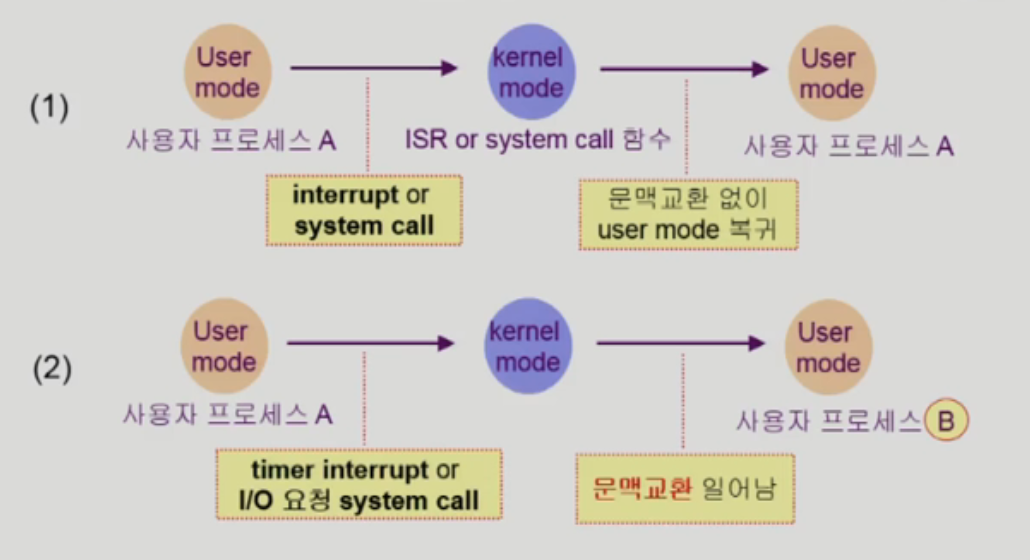 (1)
User
mode
사용자 프로세스 A
interrupt or
system call
kernel
mode
ISR or system call 함수
문맥교환 없이
user mode 복귀
User
mode
사용자 프로세스 A
(2)
User
mode
사용자 프로세스 A
timer interrupt or
I/O 요청 system call
kernel
mode
문맥교환 일어남
User
mode
사용자 프로세스 B